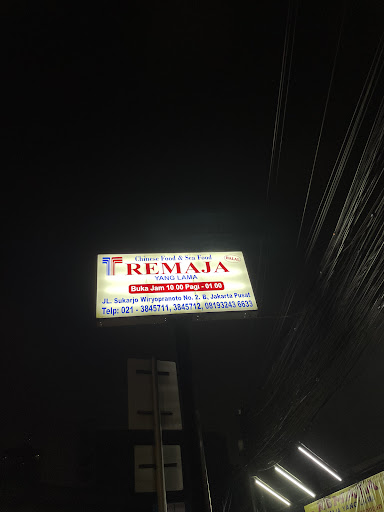 Chinese Food & Sea Food
REMAJA
YANG LAMA
Buka Jam 10.00 Pagi - 01.00
JL. Sukarjo Wiryopranoto No. 2. B, Jakarta Pusat
Telp: 021 - 3845711, 3845712, 08193243 6633